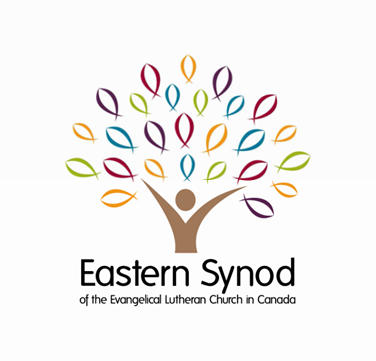 Eastern Synod
of the Evangelical Lutheran Church in Canada